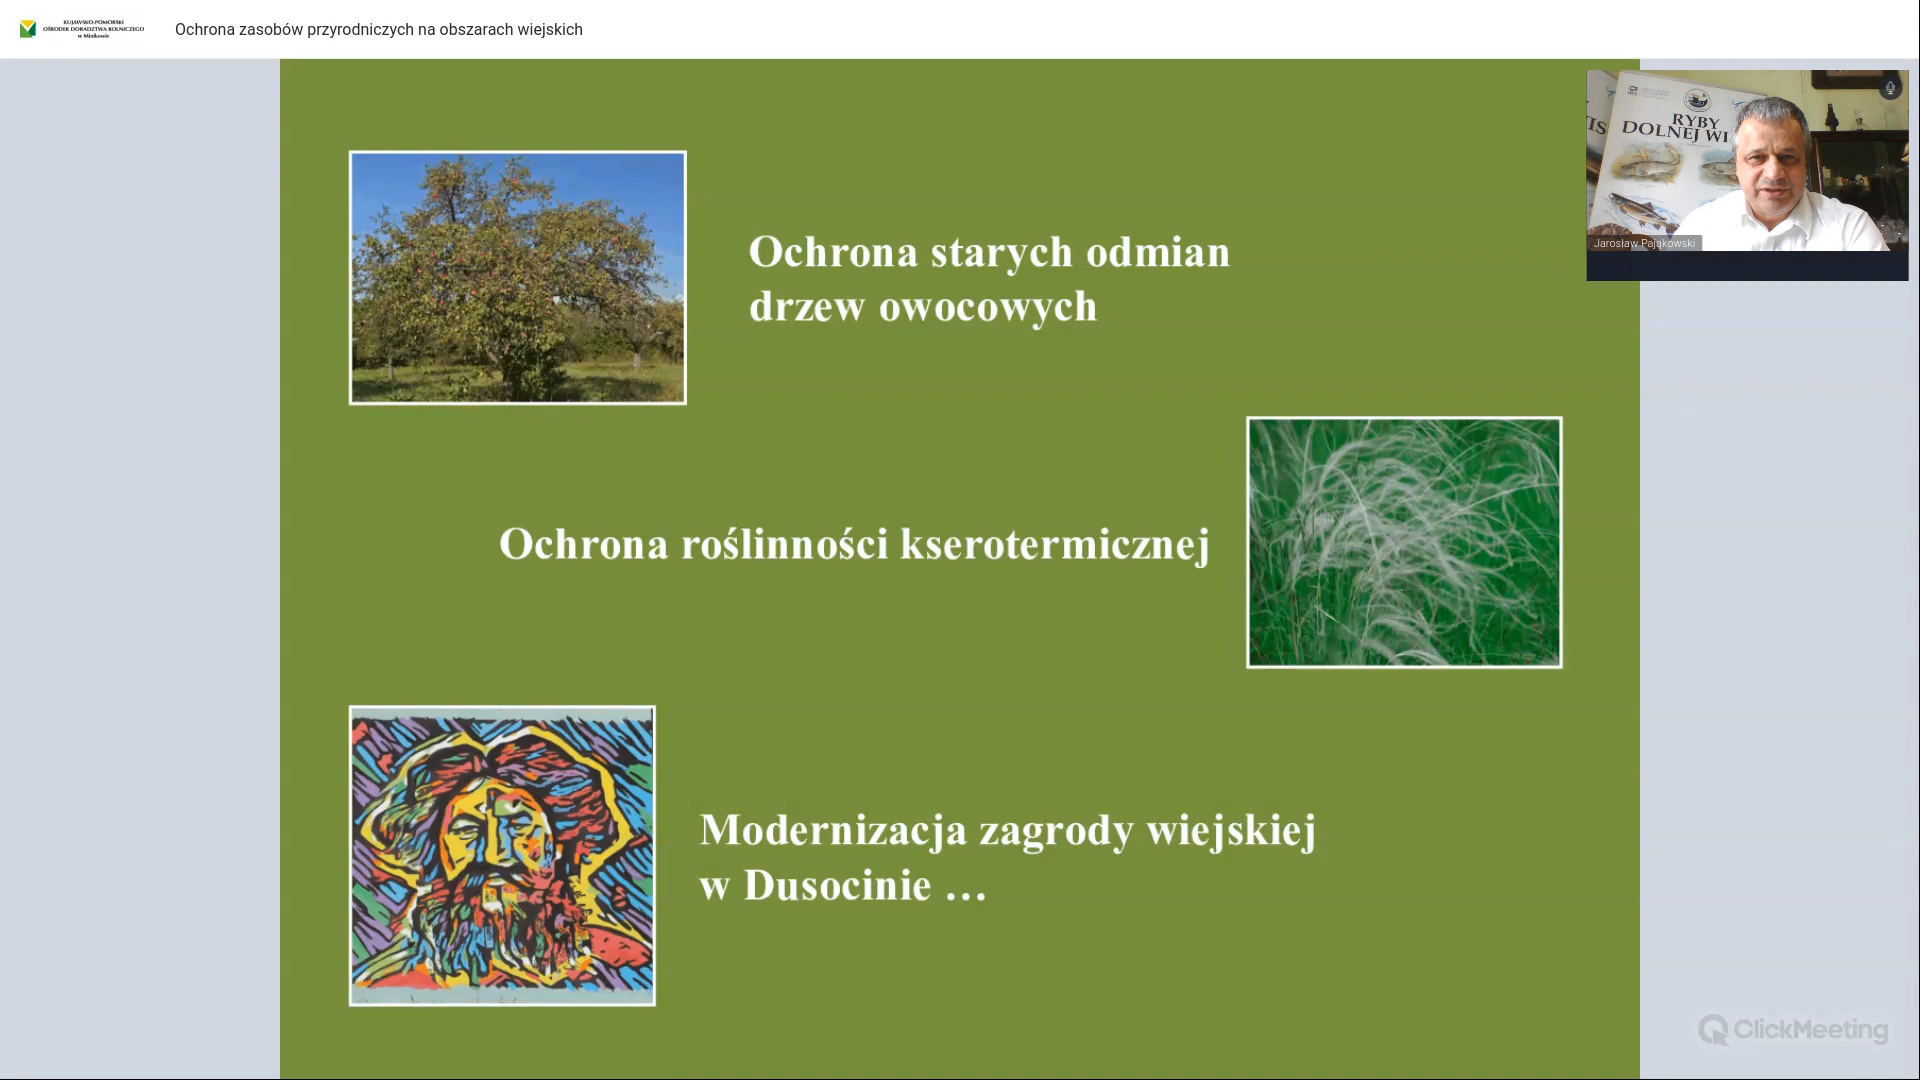 KUJAWSKO-POMORSKI
OŚRODEK DORADZTWA ROLNICZEGO
w Minikowie
Ochrona zasobów przyrodniczych na obszarach wiejskich
RYBY
DOLNEJ WI
Jarosław Pająkowski
Ochrona starych odmian
drzew owocowych
Ochrona roślinności kserotermicznej
Modernizacja zagrody wiejskiej
w Dusocinie …
ClickMeeting